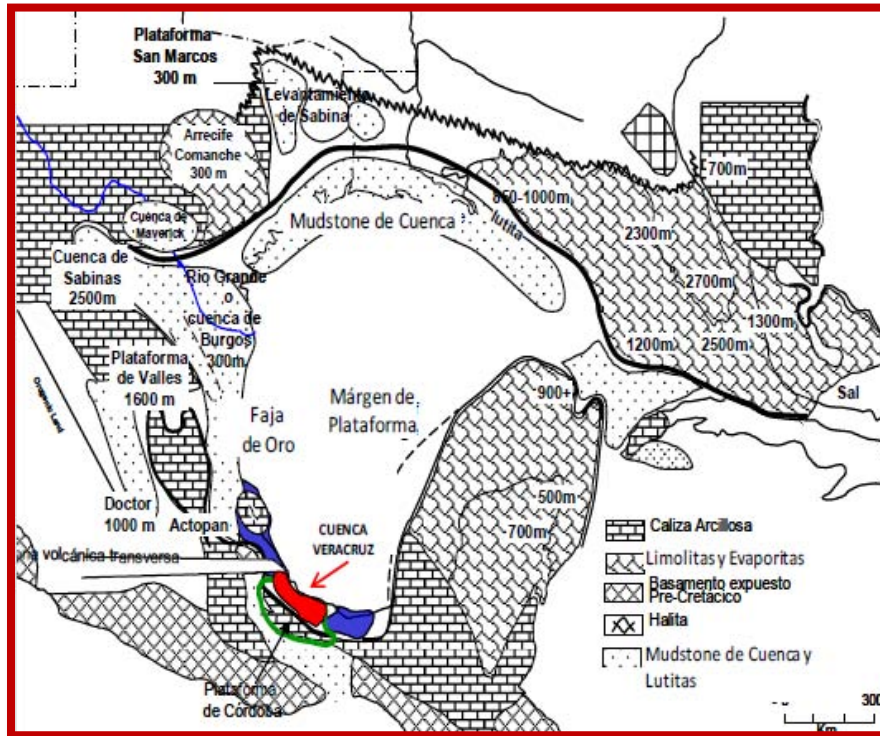 Plataforma
San Marcos
300 m
Levantamiento
de Sabina
Arrecife
Comanche
300 m
700m
Cuenca de
Maverick
Mudstone de Cuenca
lutita
850-1000m
2300m
2700m
1300m
2500m
1200m
Sal
Cuenca de
Sabinas
2500m
Rio Grande
o
cuenca de
Burgos
300m
Plataforma
de Valles
1600 m
Faja
de Oro
Márgen de
Plataforma
900+
500m
700m
Doctor
1000 m
Actopan
CUENCA
VERACRUZ
na volcánica transversa
Plataforma
de Córdoba
Caliza Arcillosa
Limolitas y Evaporitas
Basamento expuesto
Pre-Cretácico
Halita
Mudstone de Cuenca y
Lutitas
300
Km